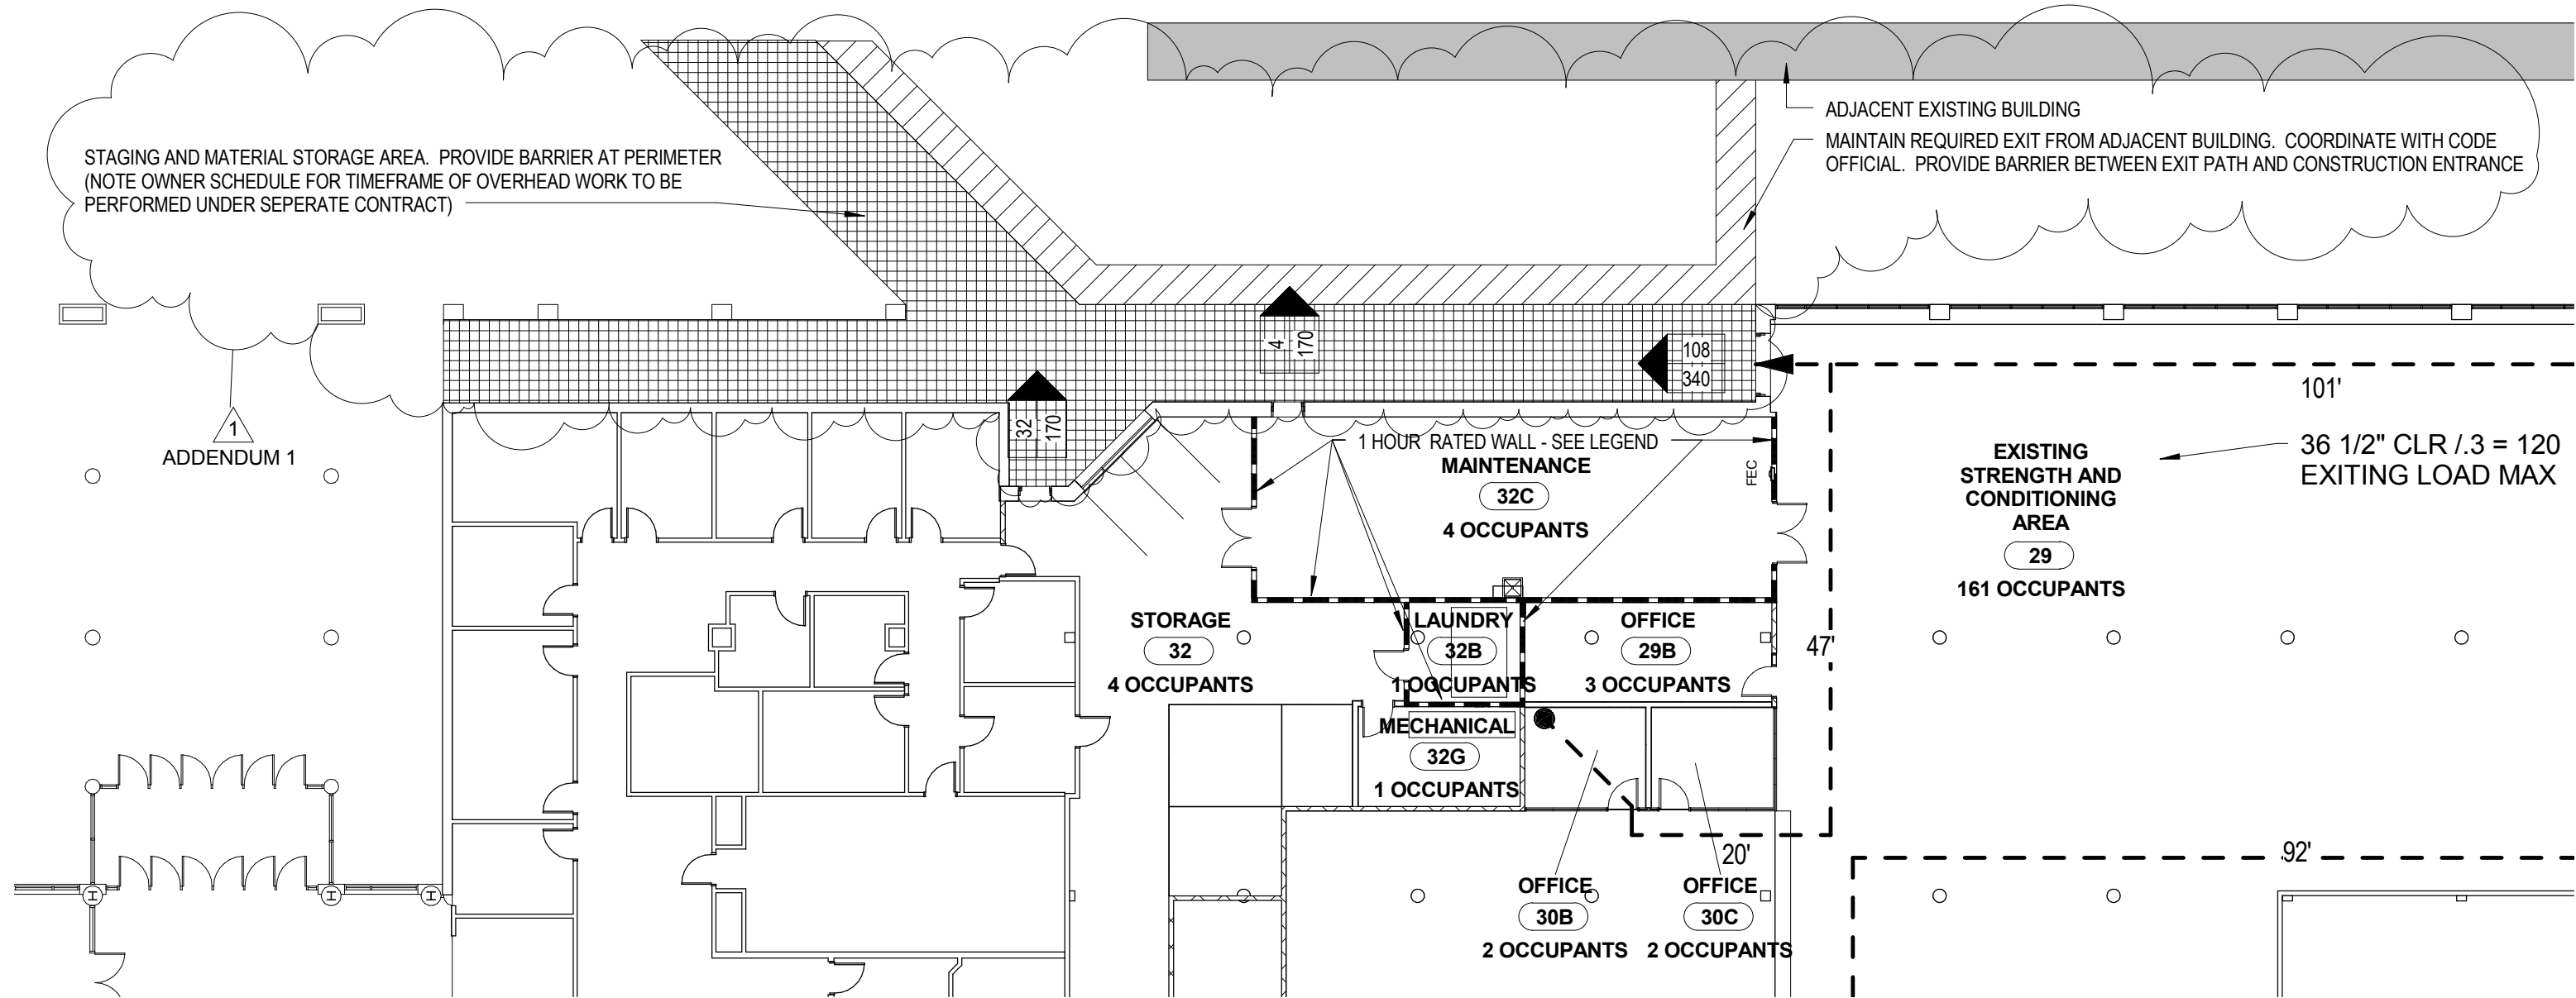 ADJACENT EXISTING BUILDING
MAINTAIN REQUIRED EXIT FROM ADJACENT BUILDING. COORDINATE WITH CODE
OFFICIAL. PROVIDE BARRIER BETWEEN EXIT PATH AND CONSTRUCTION ENTRANCE
STAGING AND MATERIAL STORAGE AREA. PROVIDE BARRIER AT PERIMETER
(NOTE OWNER SCHEDULE FOR TIMEFRAME OF OVERHEAD WORK TO BE
PERFORMED UNDER SEPERATE CONTRACT)
4
170
108
340
32
170
1
ADDENDUM 1
101'
36 1/2" CLR /.3 = 120
EXITING LOAD MAX
EXISTING
STRENGTH AND
CONDITIONING
AREA
29
161 OCCUPANTS
1 HOUR RATED WALL - SEE LEGEND
MAINTENANCE
32C
4 OCCUPANTS
FEC
STORAGE
32
4 OCCUPANTS
LAUNDRY
32B
1 OCCUPANTS
OFFICE
29B
3 OCCUPANTS
47'
MECHANICAL
32G
1 OCCUPANTS
20'
92'
OFFICE
30B
2 OCCUPANTS
OFFICE
30C
2 OCCUPANTS
H
H
H